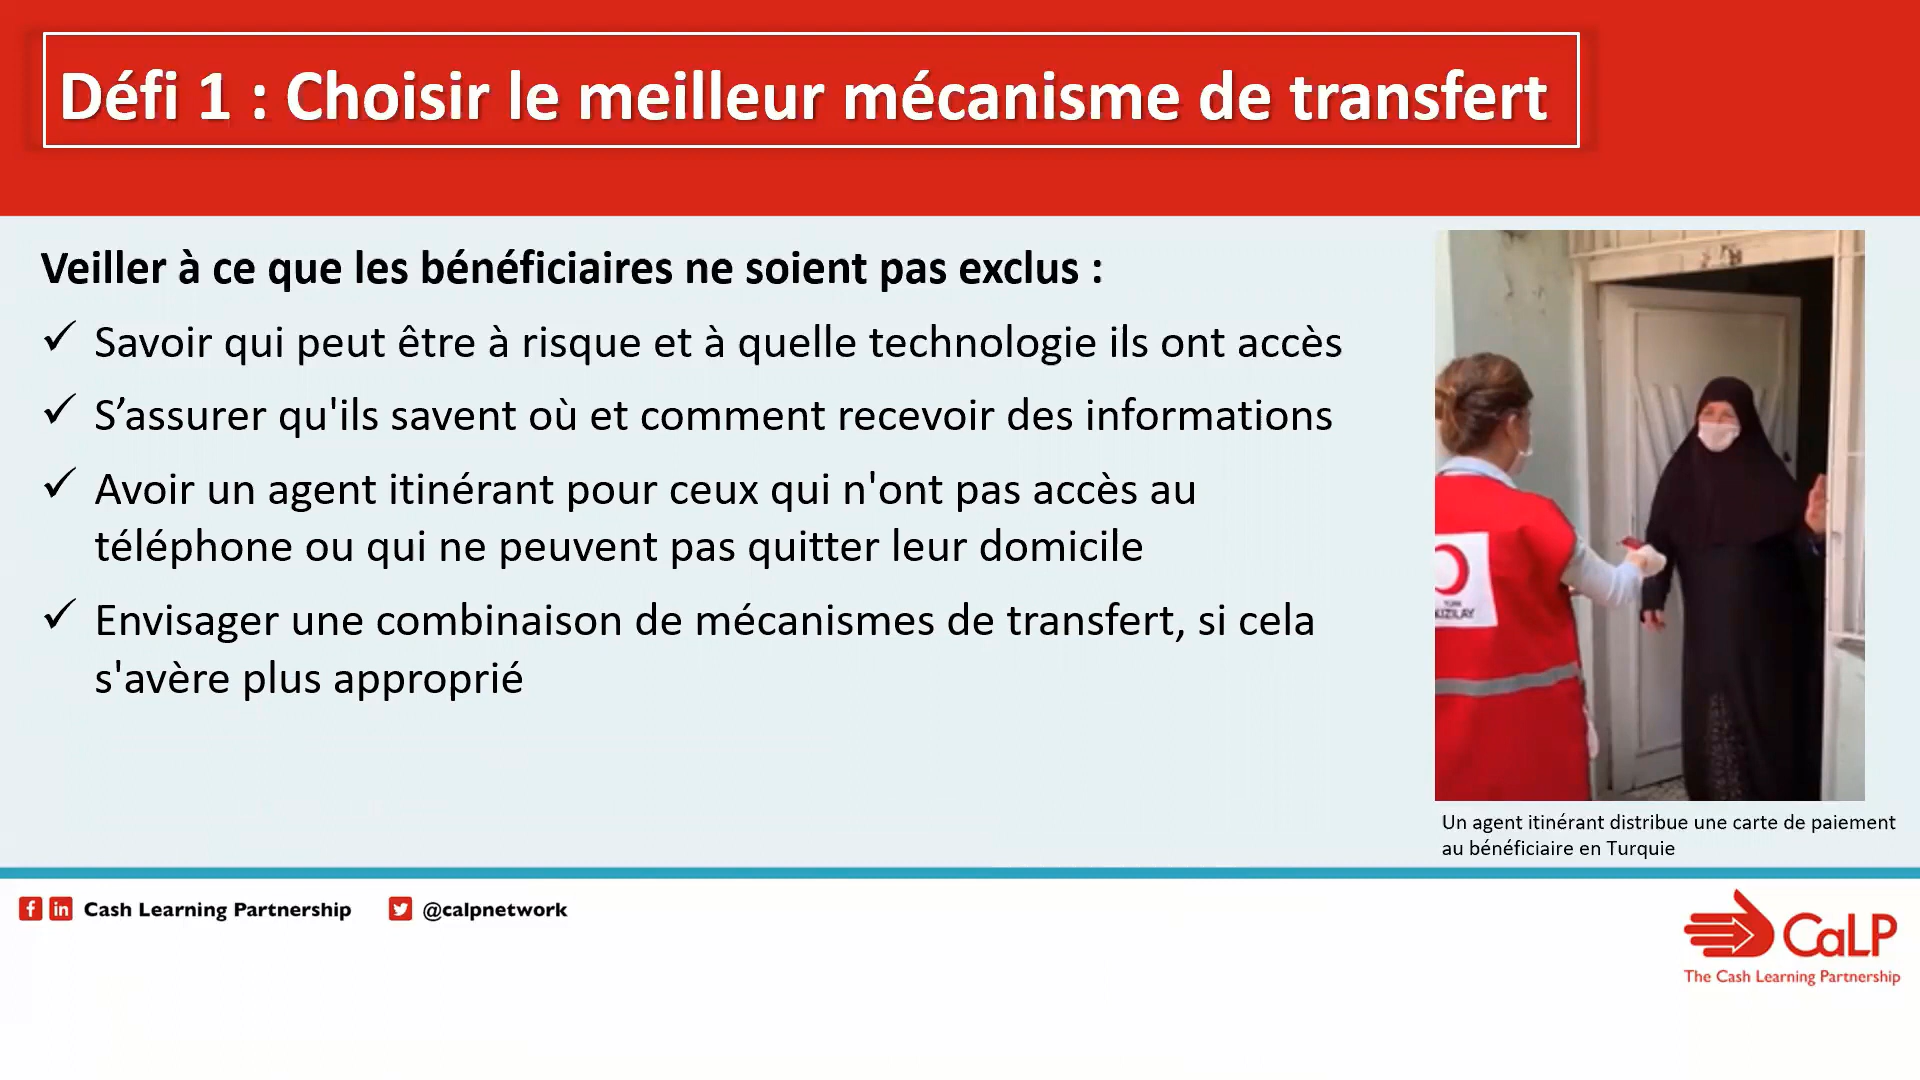 Défi 1 : Choisir le meilleur mécanisme de transfert
Veiller à ce que les bénéficiaires ne soient pas exclus :
✓ Savoir qui peut être à risque et à quelle technologie ils ont accès
✓ S’assurer qu'ils savent où et comment recevoir des informations
✓ Avoir un agent itinérant pour ceux qui n'ont pas accès au
téléphone ou qui ne peuvent pas quitter leur domicile
✓ Envisager une combinaison de mécanismes de transfert, si cela
s'avère plus approprié
Un agent itinérant distribue une carte de paiement
au bénéficiaire en Turquie
Cash Learning Partnership
@calpnetwork
CaLP
The Cash Learning Partnership